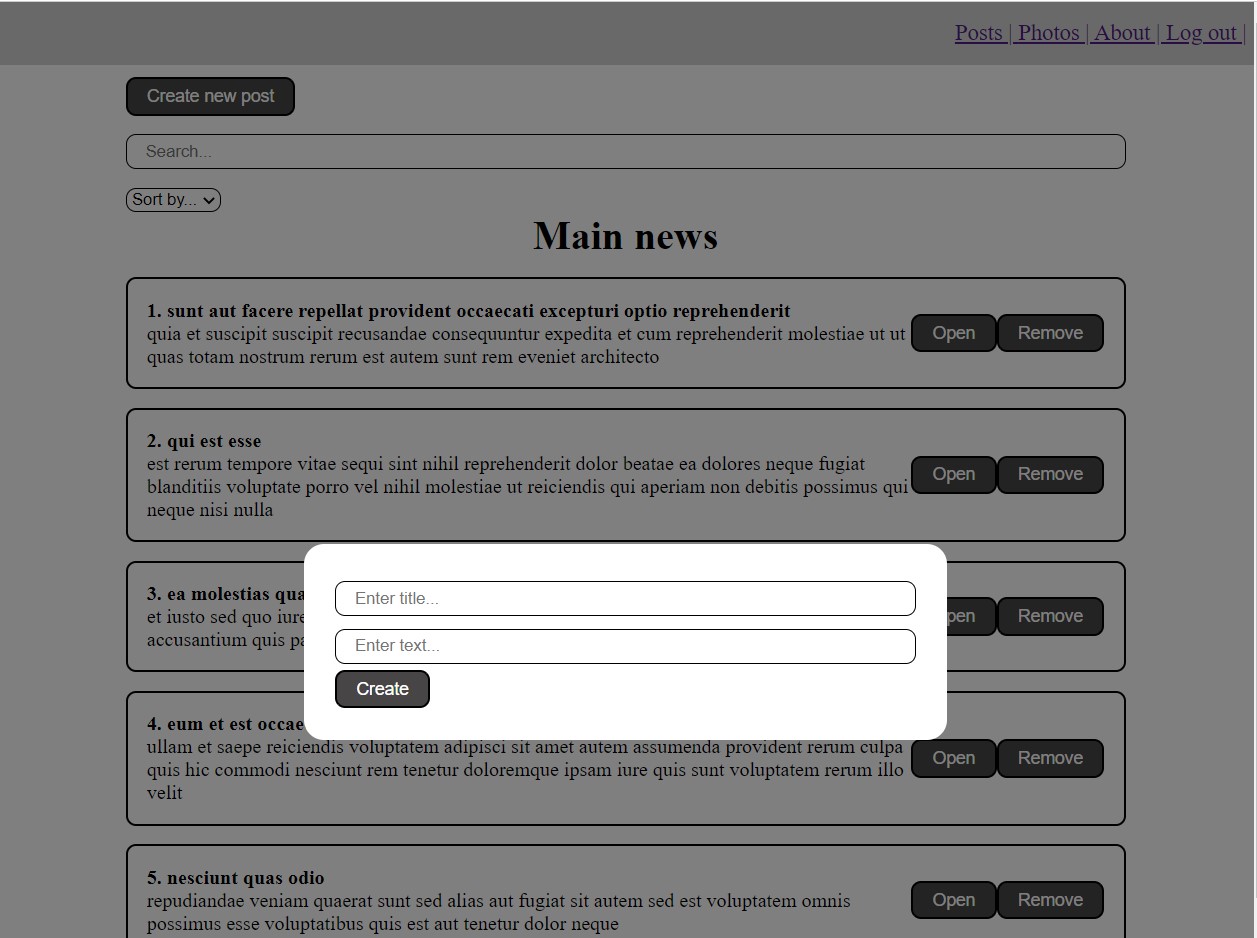 Posts | Photos | About | Log out |
Create new post
Search...
Sort by...
Main news
1. sunt aut facere repellat provident occaecati excepturi optio reprehenderit
quia et suscipit suscipit recusandae consequuntur expedita et cum reprehenderit molestiae ut ut
quas totam nostrum rerum est autem sunt rem eveniet architecto
Open Remove
2. qui est esse
est rerum tempore vitae sequi sint nihil reprehenderit dolor beatae ea dolores neque fugiat
blanditiis voluptate porro vel nihil molestiae ut reiciendis qui aperiam non debitis possimus qui
neque nisi nulla
Open Remove
3. ea molestias qua
et iusto sed quo iure
accusantium quis pa
pen Remove
Enter title...
Enter text...
Create
4. eum et est occae
ullam et saepe reiciendis voluptatem adipisci sit amet autem assumenda provident rerum culpa
quis hic commodi nesciunt rem tenetur doloremque ipsam iure quis sunt voluptatem rerum illo
velit
Open Remove
5. nesciunt quas odio
repudiandae veniam quaerat sunt sed alias aut fugiat sit autem sed est voluptatem omnis
possimus esse voluptatibus quis est aut tenetur dolor neque
Open Remove